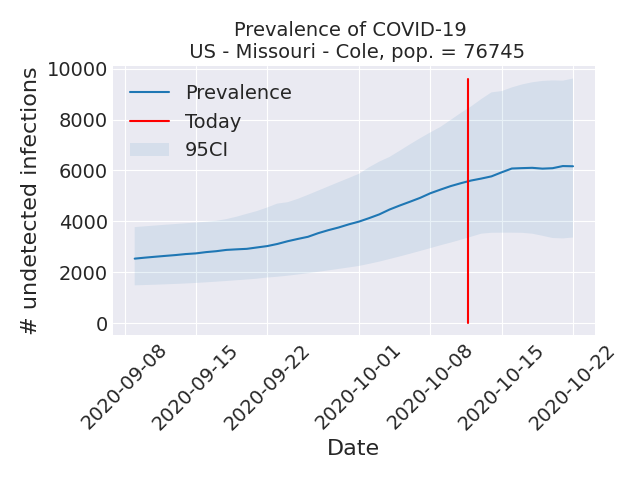 Prevalence of COVID-19
US - Missouri - Cole, pop. = 76745
# undetected infections
10000
8000
6000
4000
2000
0
Prevalence
Today
95CI
2020-09-08
2020-09-15
2020-09-22
2020-10-01
2020-10-08
2020-10-15
2020-10-22
Date